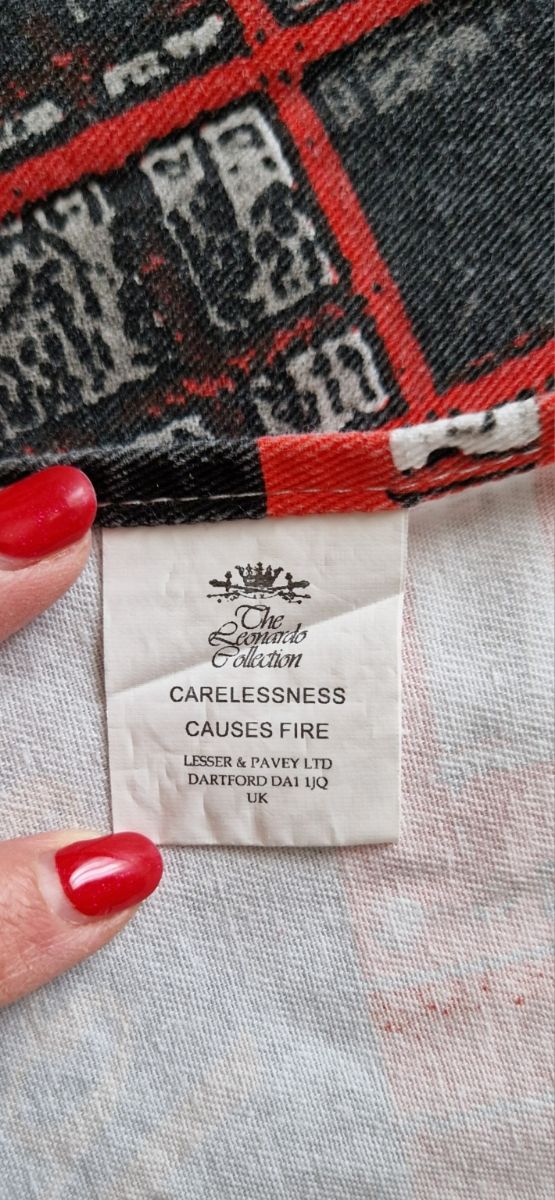 The
Leonardo
Collection
CARELESSNESS
CAUSES FIRE
LESSER & PAVEY LTD
DARTFORD DA1 1JQ
UK